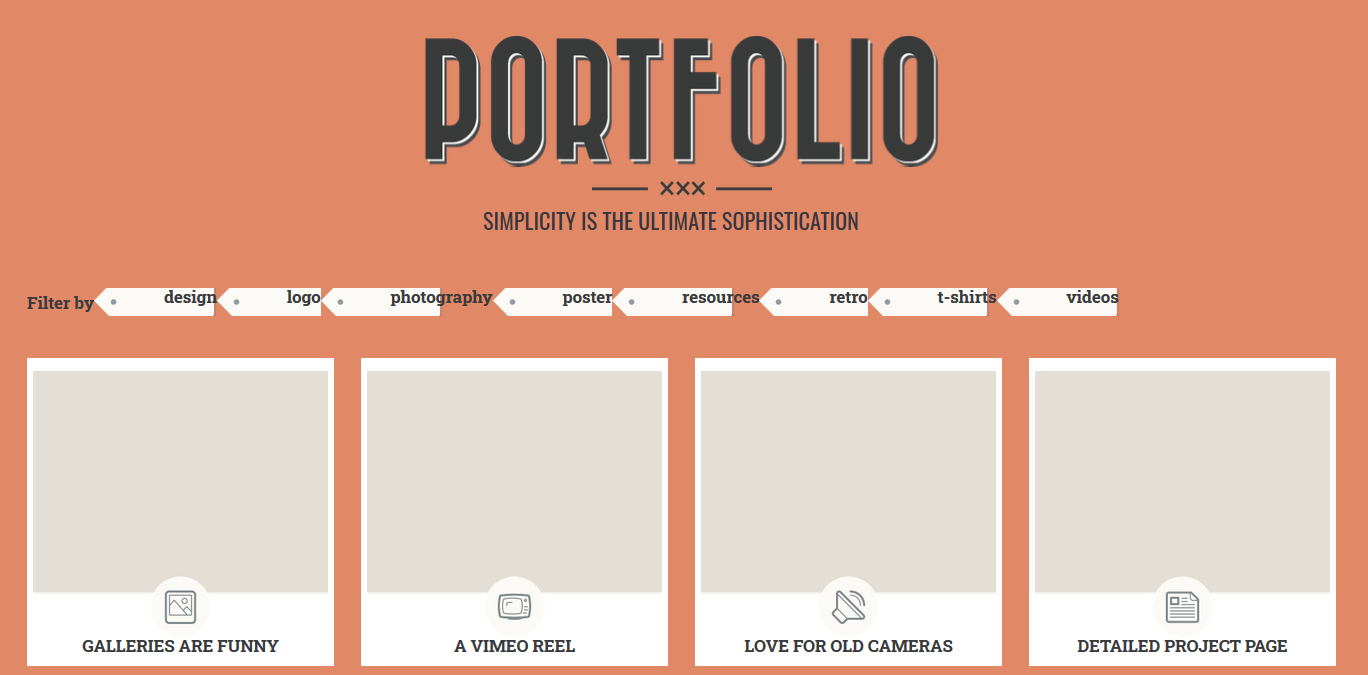 PORTFOLIO
XXX
SIMPLICITY IS THE ULTIMATE SOPHISTICATION
Filter by design logo photography poster resources retro t-shirts videos
GALLERIES ARE FUNNY
A VIMEO REEL
LOVE FOR OLD CAMERAS
DETAILED PROJECT PAGE